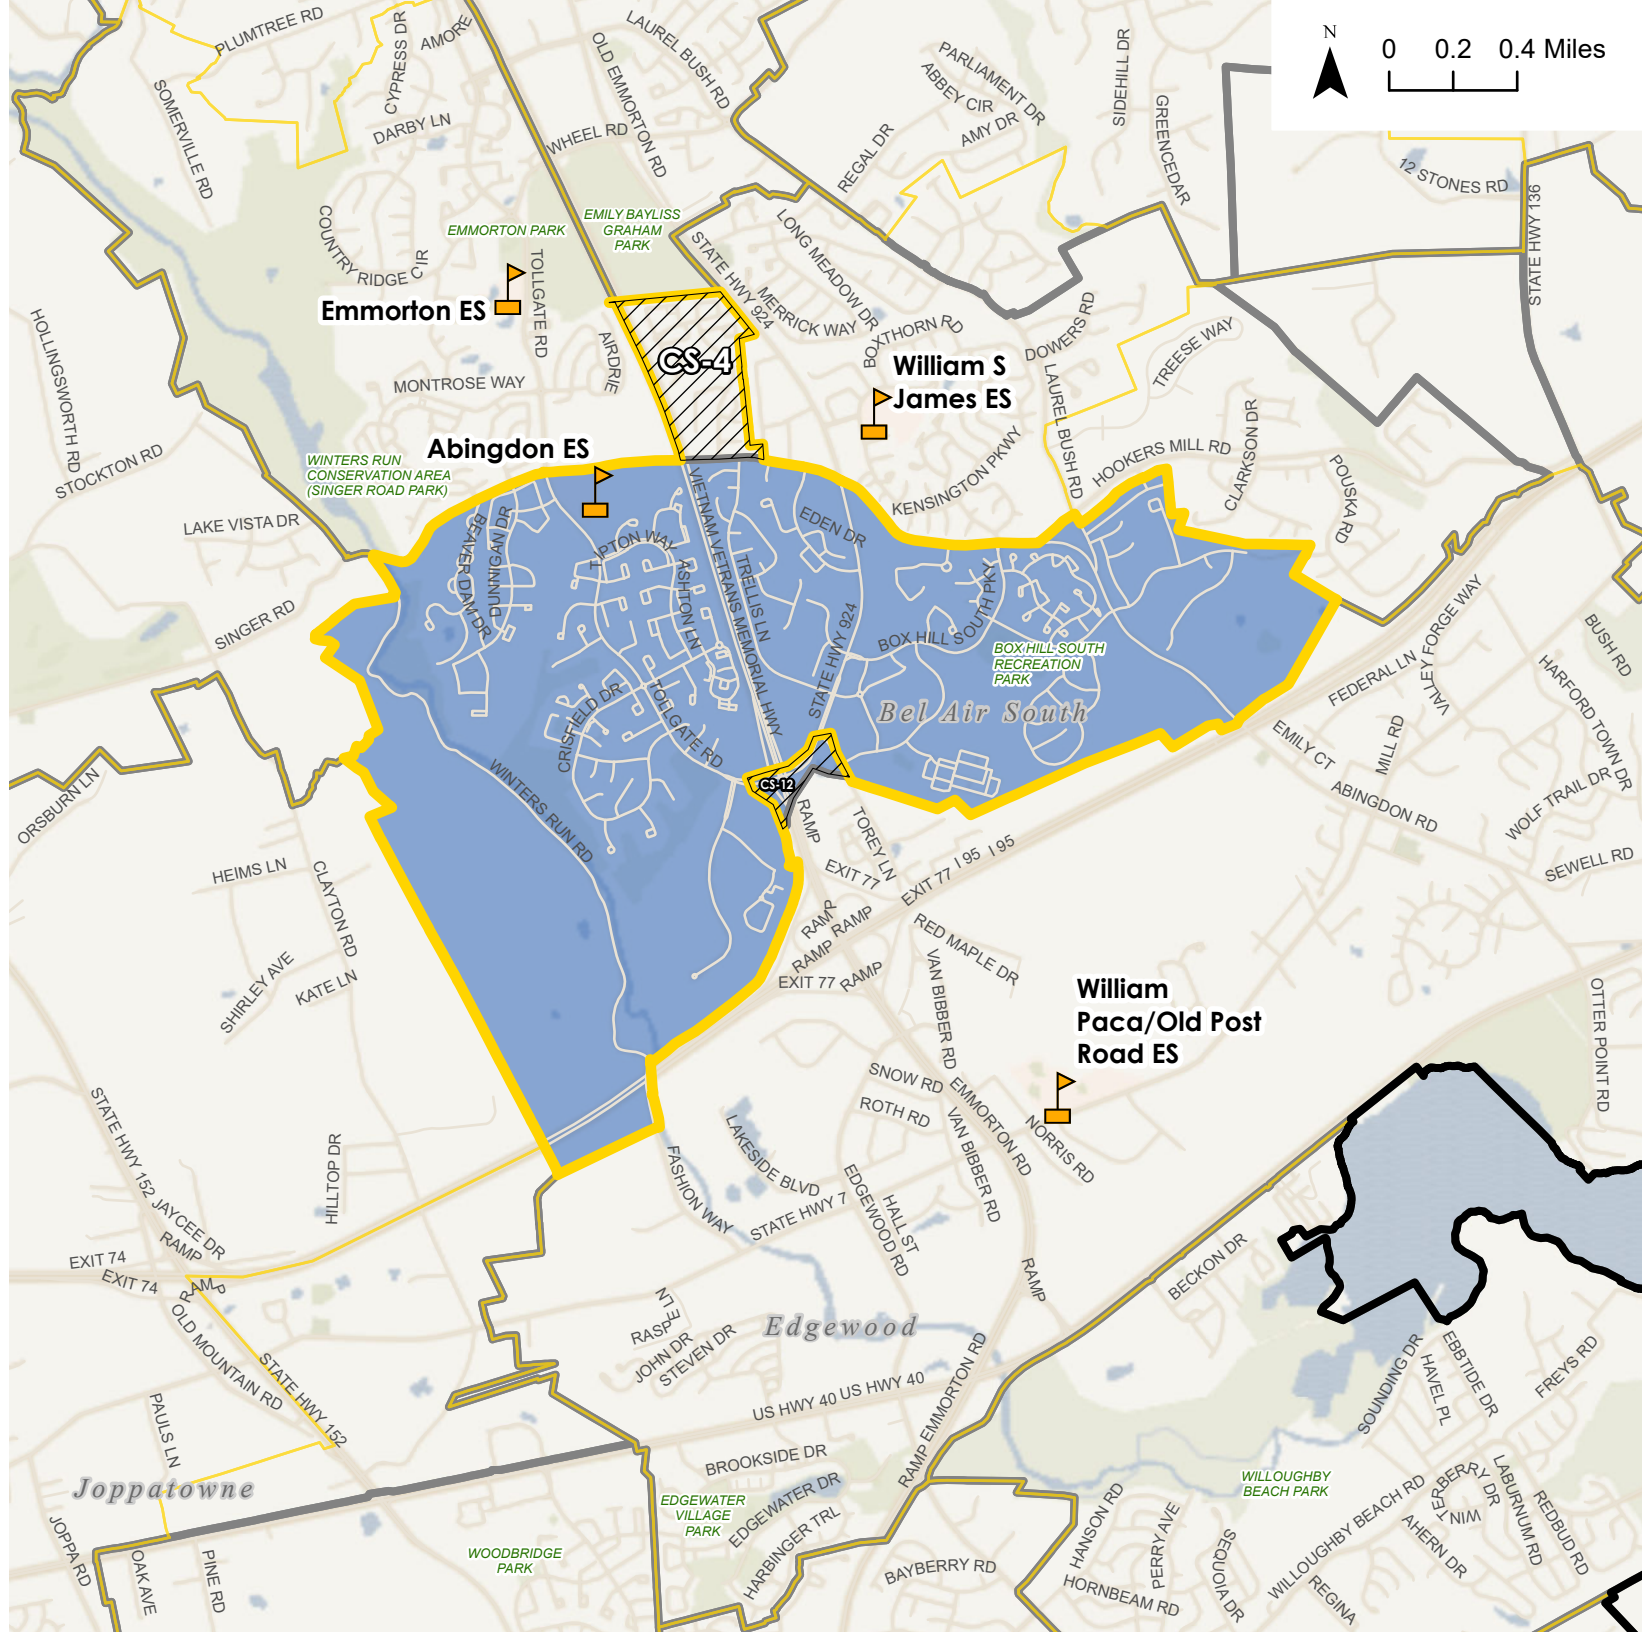 N
0 0.2 0.4 Miles
PLUMTREE RD
CYPRESS DR
AMORE
SOMERVILLE RD
DARBY LN
OLD EMMORTON RD
LAUREL BUSH RD
WHEEL RD
PARLIAMENT DR
ABBEY CIR
AMY DR
REGAL DR
SIDEHILL DR
GREENCEDAR
12 STONES RD
STATE HWY 136
COUNTRY RIDGE CIR
EMMORTON PARK
EMILY BAYLISS
GRAHAM
PARK
TOLLGATE RD
STATE HWY 924
LONG MEADOW DR
MERRICK WAY
BOXTHORN RD
DOWERS RD
TREESE WAY
Emmorton ES
AIRDRIE
CS-4
William S
James ES
HOLLINGSWORTH RD
MONTROSE WAY
LAUREL BUSH RD
KENSINGTON PKWY
HOOKERS MILL RD
CLARKSON DR
POUSKA RD
Abingdon ES
STOCKTON RD
WINTERS RUN
CONSERVATION AREA
(SINGER ROAD PARK)
LAKE VISTA DR
BEAVER DAM DR
DUNNIGAN DR
TIPTON WAY
ASHTON LN
VIETNAM VETRANS MEMORIAL HWY
TRELLIS LN
EDEN DR
SINGER RD
STATE HWY 924
BOX HILL SOUTH PKY
BOX HILL SOUTH
RECREATION
PARK
Bel Air South
FEDERAL LN
VALLEY FORGE WAY
BUSH RD
HARFORD TOWN DR
EMILY CT
MILL RD
ABINGDON RD
WOLF TRAIL DR
SEWELL RD
CRISFIELD DR
TOLLGATE RD
WINTERS RUN RD
CS-12
ORSBURN LN
HEIMS LN
CLAYTON RD
SHIRLEY AVE
KATE LN
RAMP
TOREY LN
EXIT 77
EXIT 77
I 95
I 95
RAMP
RAMP
RAMP
EXIT 77
RAMP
RED MAPLE DR
VAN BIBBER RD
William
Paca/Old Post
Road ES
OTTER POINT RD
SNOW RD
EMMORTON RD
ROTH RD
VAN BIBBER RD
NORRIS RD
LAKESIDE BLVD
FASHION WAY
STATE HWY 7
EDGEWOOD RD
HALL ST
STATE HWY 152
JAYCEE DR
HILLTOP DR
RAMP
EXIT 74
EXIT 74
RAMP
OLD MOUNTAIN RD
STATE HWY 152
BECKON DR
RAMP
RASPE LN
JOHN DR
STEVEN DR
Edgewood
US HWY 40
US HWY 40
RAMP
EMMORTON RD
SOUNDING DR
EBBTIDE DR
HAVEL PL
FREYS RD
PAULS LN
Joppatowne
BROOKSIDE DR
EDGEWATER
VILLAGE
PARK
EDGEWATER DR
HARBINGER TRL
WILLOUGHBY
BEACH PARK
WILLOUGHBY BEACH RD
WINTERBERRY DR
LABURNUM RD
REDBUD RD
AHERN DR
REGINA
JOPPA RD
OAK AVE
PINE RD
WOODBRIDGE
PARK
BAYBERRY RD
HANSON RD
PERRY AVE
HORNBEAM RD
SEQUOIA DR